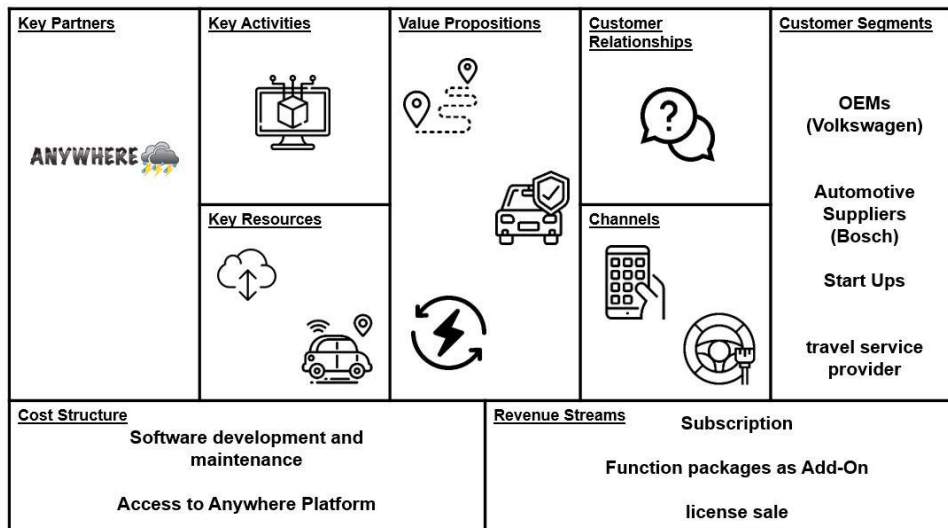 Key Partners
ANYWHERE
Key Activities
Key Resources
Value Propositions
Customer
Relationships
?
Channels
Customer Segments
OEMs
(Volkswagen)
Automotive
Suppliers
(Bosch)
Start Ups
travel service
provider
Cost Structure
Software development and
maintenance
Access to Anywhere Platform
Revenue Streams
Subscription
Function packages as Add-On
license sale